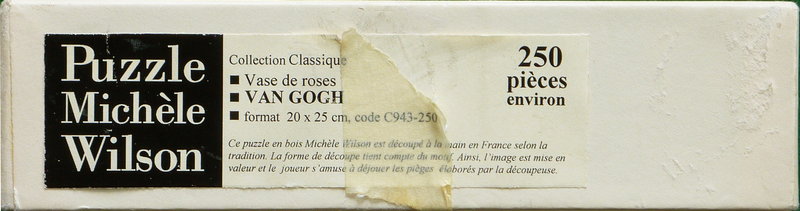 Puzzle
Michèle
Wilson
Collection Classique
■ Vase de roses
■ VAN GOGH
■ format 20 x 25 cm, code C943-250
250
pièces
environ
Ce puzzle en bois Michèle Wilson est découpé à la main en France selon la
tradition. La forme de découpe tient compte du motif. Ainsi, l'image est mise en
valeur et le joueur s'amuse à déjouer les pièges élaborés par la découpeuse.